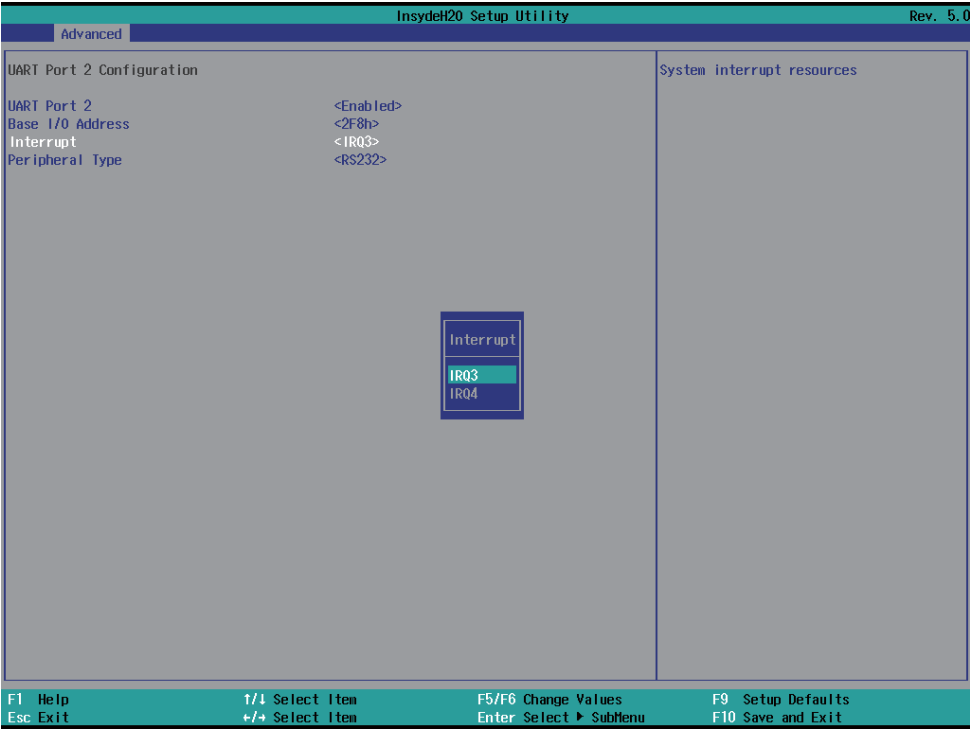 InsydeH20 Setup Utility Rev. 5.0
Advanced
UART Port 2 Configuration
System interrupt resources
UART Port 2 <Enabled>
Base I/O Address <2F8h>
Interrupt <IRQ3>
Peripheral Type <RS232>
Interrupt
IRQ3
IRQ4
F1 Help ↑/↓ Select Item F5/F6 Change Values F9 Setup Defaults
Esc Exit ←/→ Select Item Enter Select ▶ SubMenu F10 Save and Exit